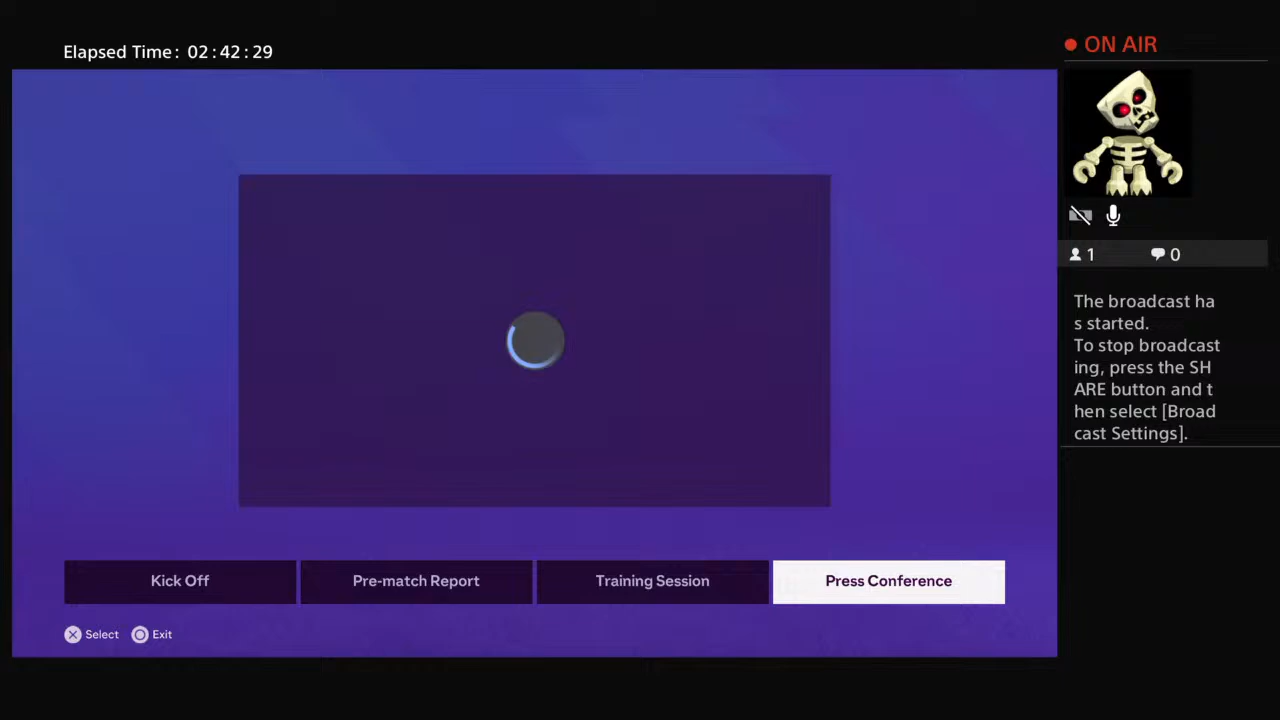 Elapsed Time: 02:42:29
ON AIR
1
0
The broadcast ha
s started.
To stop broadcast
ing, press the SH
ARE button and t
hen select [Broad
cast Settings].
Kick Off
Pre-match Report
Training Session
Press Conference
Select
Exit